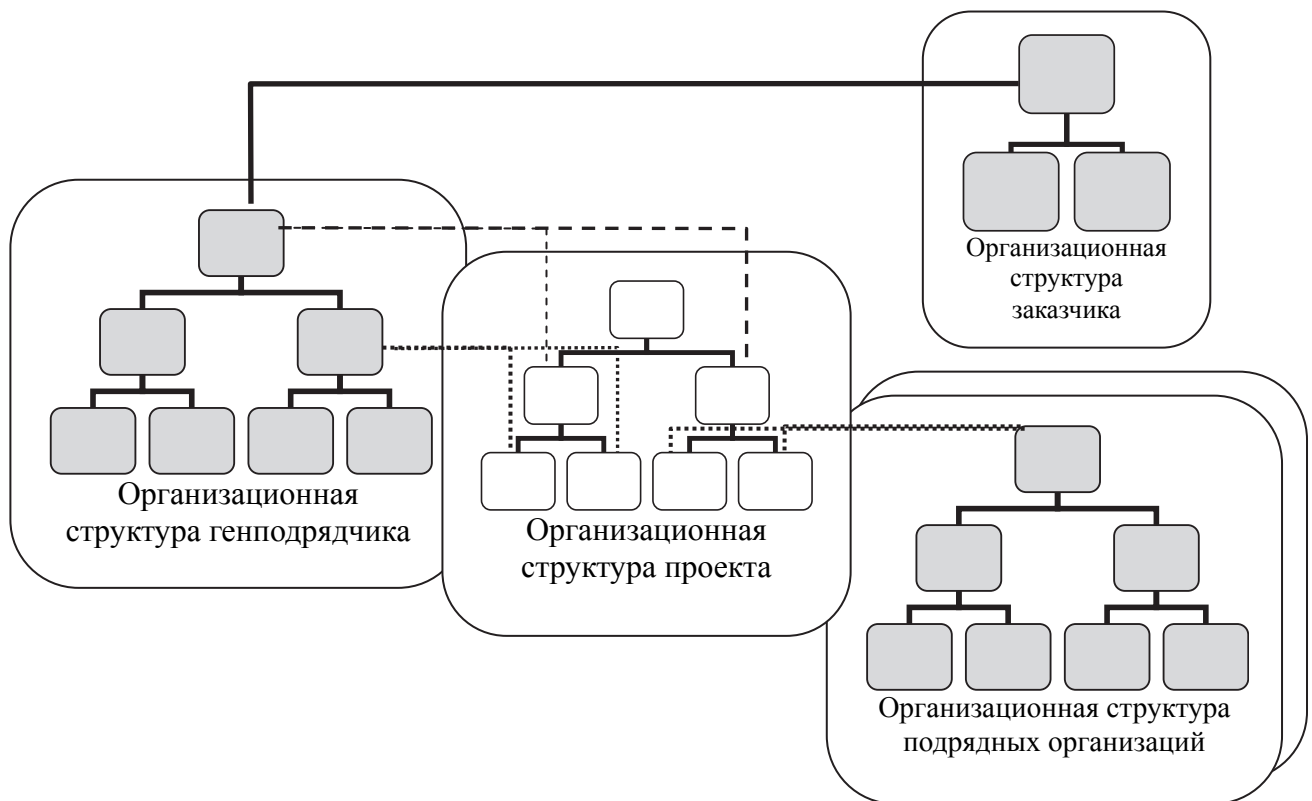 Организационная
структура
заказчика
Организационная
структура генподрядчика
Организационная
структура проекта
Организационная структура
подрядных организаций